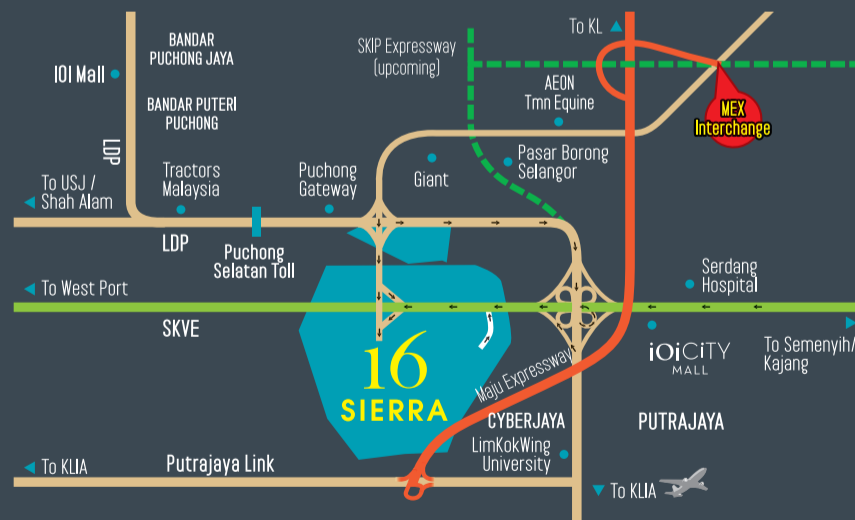 To KL
BANDAR
PUCHONG JAYA
SKIP Expressway
(upcoming)
IOI Mall
AEON
Tmn Equine
BANDAR PUTERI
PUCHONG
MEX
Interchange
LDP
Tractors
Malaysia
Puchong
Gateway
Giant
Pasar Borong
Selangor
To USJ /
Shah Alam
LDP
Puchong
Selatan Toll
Serdang
Hospital
To West Port
SKVE
iOiCiTY
MALL
To Semenyih/
Kajang
16
SIERRA
Maju Expressway
CYBERJAYA
PUTRAJAYA
LimKokWing
University
To KLIA
Putrajaya Link
To KLIA